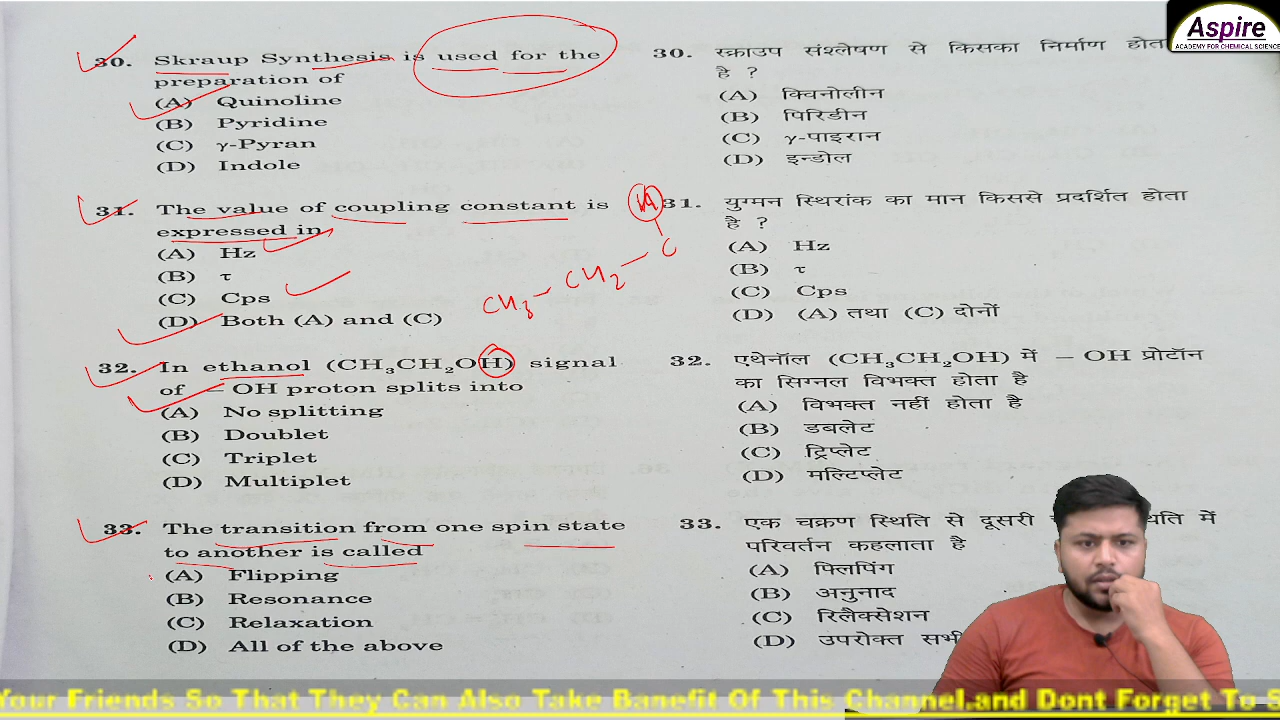 Aspire
ACADEMY FOR CHEMICAL SCIENCE
30. Skraup Synthesis is used for the
preparation of
(A) Quinoline
(B) Pyridine
(C) γ-Pyran
(D) Indole
31. The value of coupling constant is
expressed in
(A) Hz
(B) τ
(C) Cps
(D) Both (A) and (C)
CH3 – CH2 – C
32. In ethanol (CH₃CH₂OH) signal
of – OH proton splits into
(A) No splitting
(B) Doublet
(C) Triplet
(D) Multiplet
33. The transition from one spin state
to another is called
(A) Flipping
(B) Resonance
(C) Relaxation
(D) All of the above
30. स्क्राउप संश्लेषण से किसका निर्माण
है ?
(A) क्विनोलीन
(B) पिरिडीन
(C) γ-पाइरान
(D) इन्डोल
31. युग्मन स्थिरांक का मान किससे प्रदर्शित होता
है ?
(A) Hz
(B) τ
(C) Cps
(D) (A) तथा (C) दोनों
32. एथेनॉल (CH₃CH₂OH) में – OH प्रोटॉन
का सिग्नल विभक्त होता है
(A) विभक्त नहीं होता है
(B) डबलेट
(C) ट्रिप्लेट
(D) मल्टिप्लेट
33. एक चक्रण स्थिति से दूसरी में
परिवर्तन कहलाता है
(A) फ्लिपिंग
(B) अनुनाद
(C) रिलैक्सेशन
(D) उपरोक्त
Your Friends So That They Can Also Take Banefit Of This Channel,and Dont Forget To